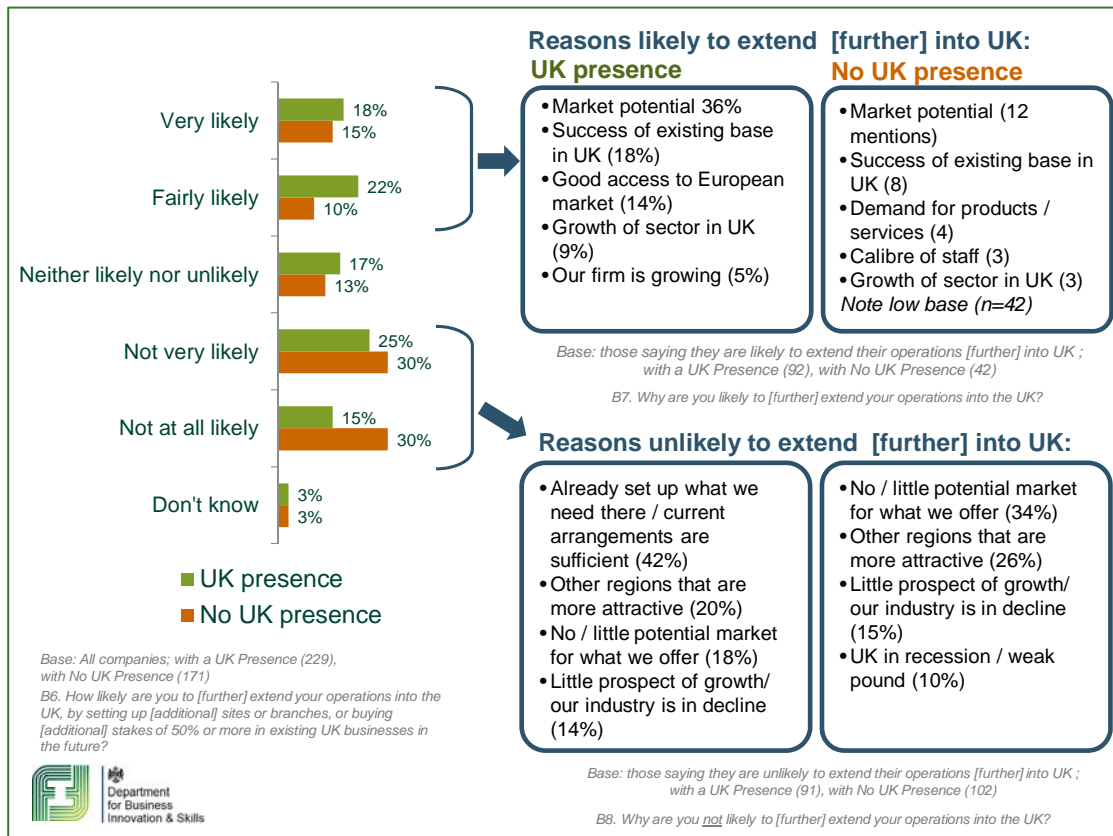 Very likely
18%
15%
Fairly likely
22%
10%
Neither likely nor unlikely
17%
13%
Not very likely
25%
30%
Not at all likely
15%
30%
Don't know
3%
3%
UK presence
No UK presence
Base: All companies; with a UK Presence (229),
with No UK Presence (171)
B6. How likely are you to [further] extend your operations into the
UK, by setting up [additional] sites or branches, or buying
[additional] stakes of 50% or more in existing UK businesses in
the future?
Department
for Business
Innovation & Skills
Reasons likely to extend [further] into UK:
UK presence
•Market potential 36%
•Success of existing base
in UK (18%)
•Good access to European
market (14%)
•Growth of sector in UK
(9%)
•Our firm is growing (5%)
No UK presence
•Market potential (12
mentions)
•Success of existing base in
UK (8)
•Demand for products /
services (4)
•Calibre of staff (3)
•Growth of sector in UK (3)
Note low base (n=42)
Base: those saying they are likely to extend their operations [further] into UK ;
with a UK Presence (92), with No UK Presence (42)
B7. Why are you likely to [further] extend your operations into the UK?
Reasons unlikely to extend [further] into UK:
•Already set up what we
need there / current
arrangements are
sufficient (42%)
•Other regions that are
more attractive (20%)
•No / little potential market
for what we offer (18%)
•Little prospect of growth/
our industry is in decline
(14%)
•No / little potential market
for what we offer (34%)
•Other regions that are
more attractive (26%)
•Little prospect of growth/
our industry is in decline
(15%)
•UK in recession / weak
pound (10%)
Base: those saying they are unlikely to extend their operations [further] into UK ;
with a UK Presence (91), with No UK Presence (102)
B8. Why are you not likely to [further] extend your operations into the UK?